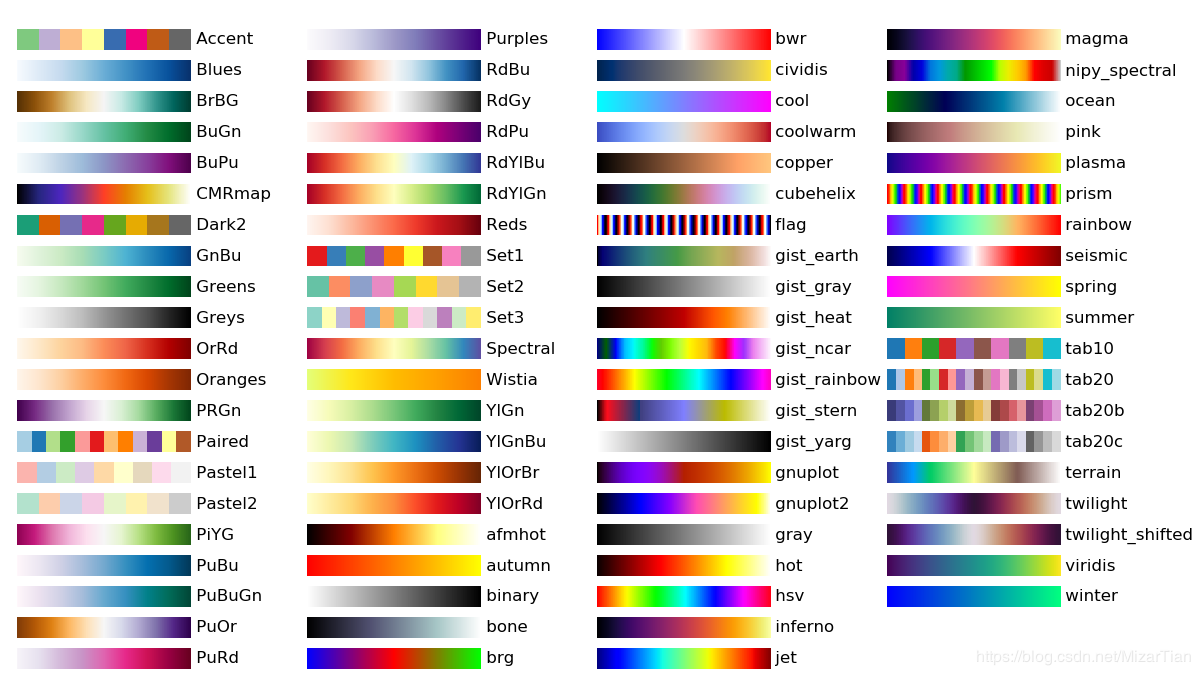 Accent
Blues
BrBG
BuGn
BuPu
CMRmap
Dark2
GnBu
Greens
Greys
OrRd
Oranges
PRGn
Paired
Pastel1
Pastel2
PiYG
PuBu
PuBuGn
PuOr
PuRd
Purples
RdBu
RdGy
RdPu
RdYlBu
RdYlGn
Reds
Set1
Set2
Set3
Spectral
Wistia
YlGn
YlGnBu
YlOrBr
YlOrRd
afmhot
autumn
binary
bone
brg
bwr
cividis
cool
coolwarm
copper
cubehelix
flag
gist_earth
gist_gray
gist_heat
gist_ncar
gist_rainbow
gist_stern
gist_yarg
gnuplot
gnuplot2
gray
hot
hsv
inferno
jet
magma
nipy_spectral
ocean
pink
plasma
prism
rainbow
seismic
spring
summer
tab10
tab20
tab20b
tab20c
terrain
twilight
twilight_shifted
viridis
winter
https://blog.csdn.net/MizarTian